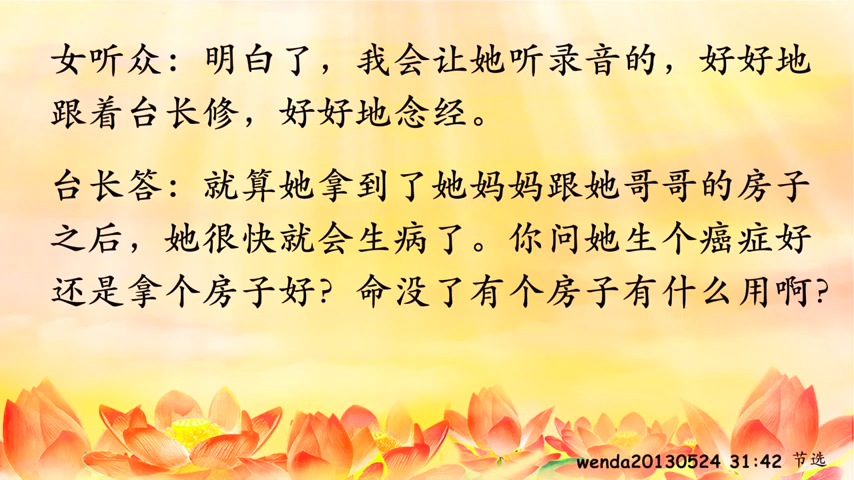 女听众：明白了，我会让她听录音的，好好地
跟着台长修，好好地念经。
台长答：就算她拿到了她妈妈跟她哥哥的房子
之后，她很快就会生病了。你问她生个癌症好
还是拿个房子好？命没了有个房子有什么用啊？
wenda20130524 31:42 节选